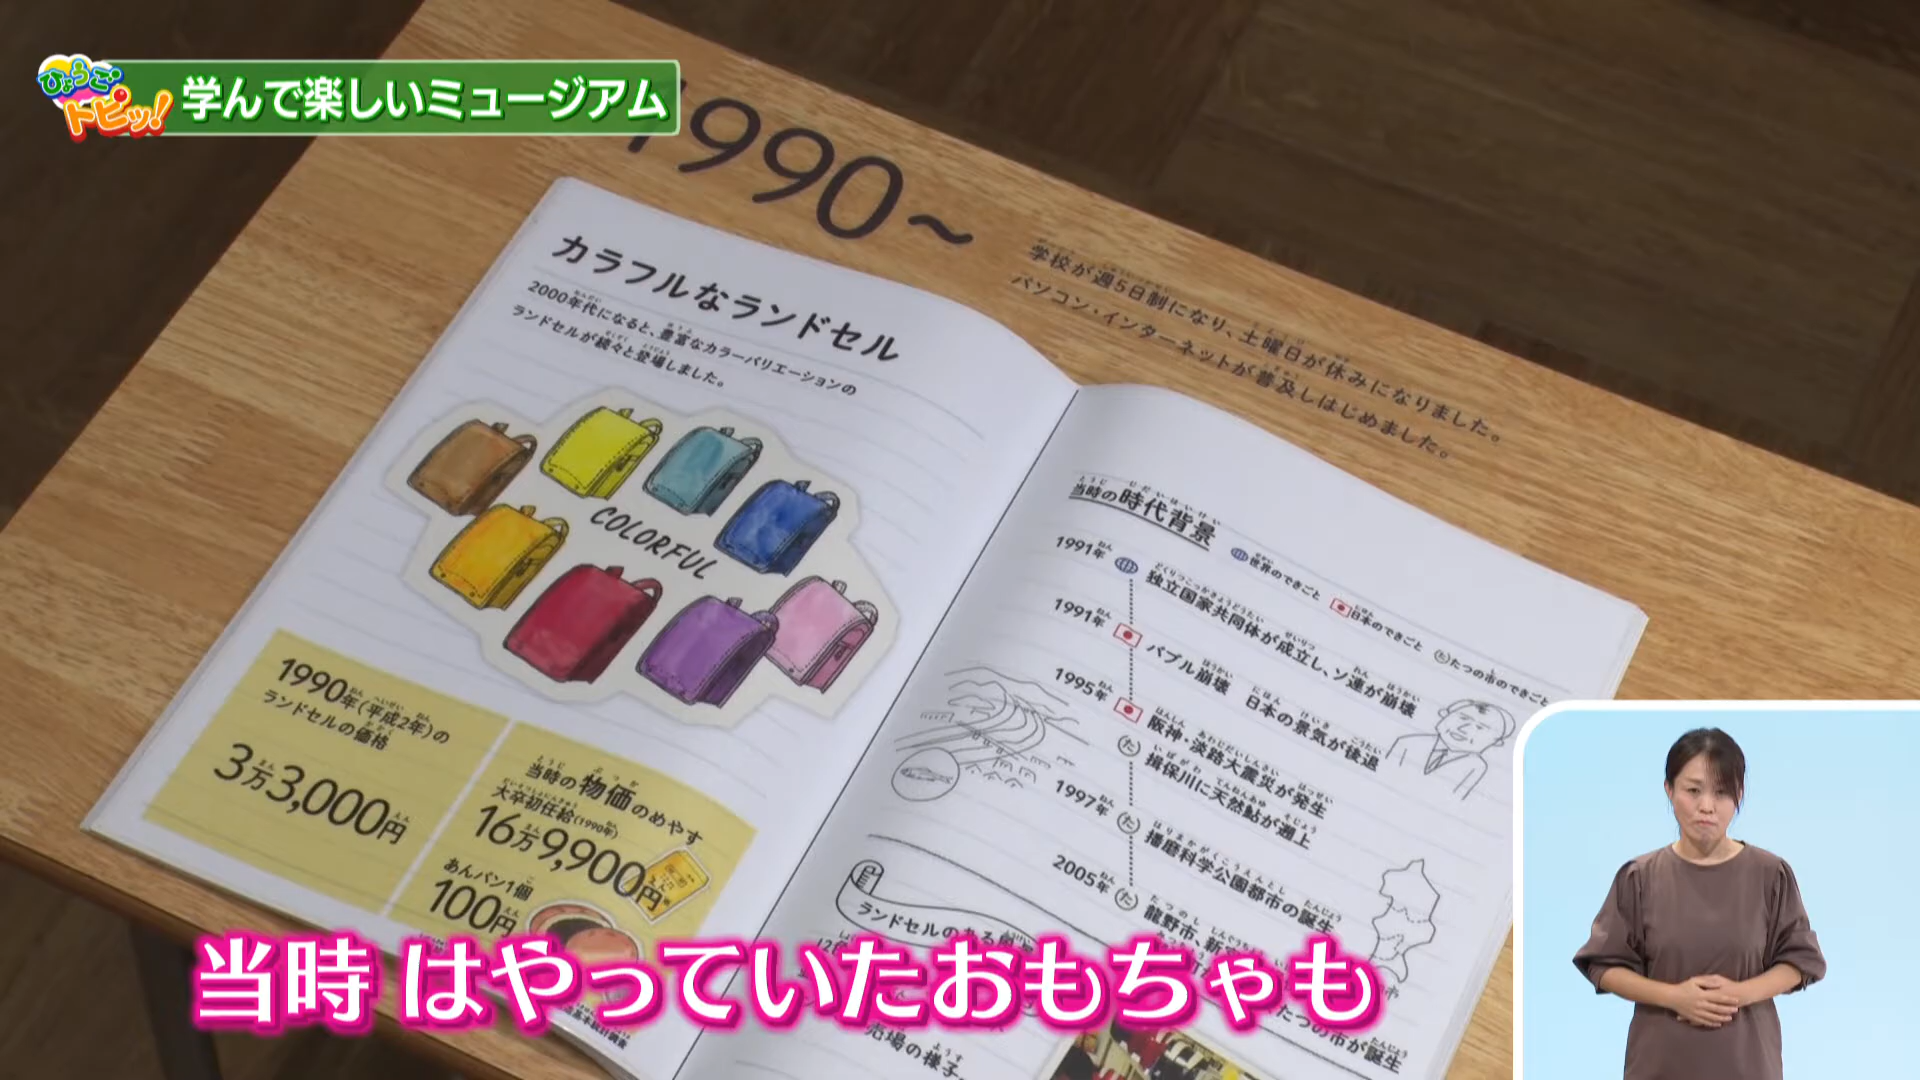 ひょうごトピッ!
学んで楽しいミュージアム
1990～
学校が週5日制になり、土曜日が休みになりました。
パソコン・インターネットが普及しはじめました。
カラフルなランドセル
2000年代になると、豊富なカラーバリエーションの
ランドセルが続々と登場しました。
COLORFUL
1990年(平成2年)の
ランドセルの価格
3万3,000円
当時の物価のめやす
大卒初任給(1990年)
16万9,900円
あんパン1個
100円
当時の時代背景
世界のできごと 日本のできごと たたつの市のできごと
1991年 独立国家共同体が成立し、ソ連が崩壊
1991年 バブル崩壊 日本の景気が後退
1995年 阪神・淡路大震災が発生
た 揖保川に天然鮎が遡上
1997年 た 播磨科学公園都市の誕生
2005年 た 龍野市、新
たつの市が誕生
ランドセルのある
売場の様子。
当時 はやっていたおもちゃも